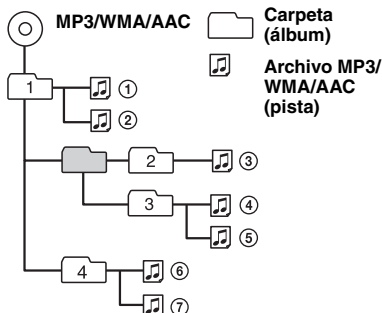 MP3/WMA/AAC
Carpeta
(álbum)
Archivo MP3/
WMA/AAC
(pista)
1
①
②
2
③
3
④
⑤
4
⑥
⑦